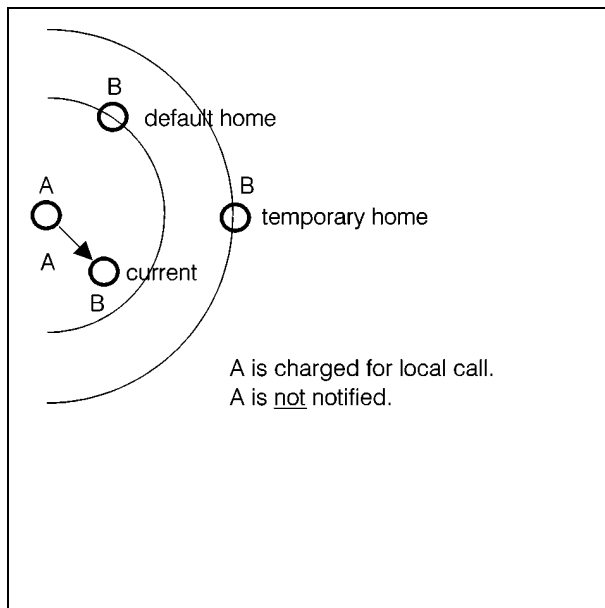 B
default home
A
B
temporary home
A
current
B
A is charged for local call.
A is not notified.